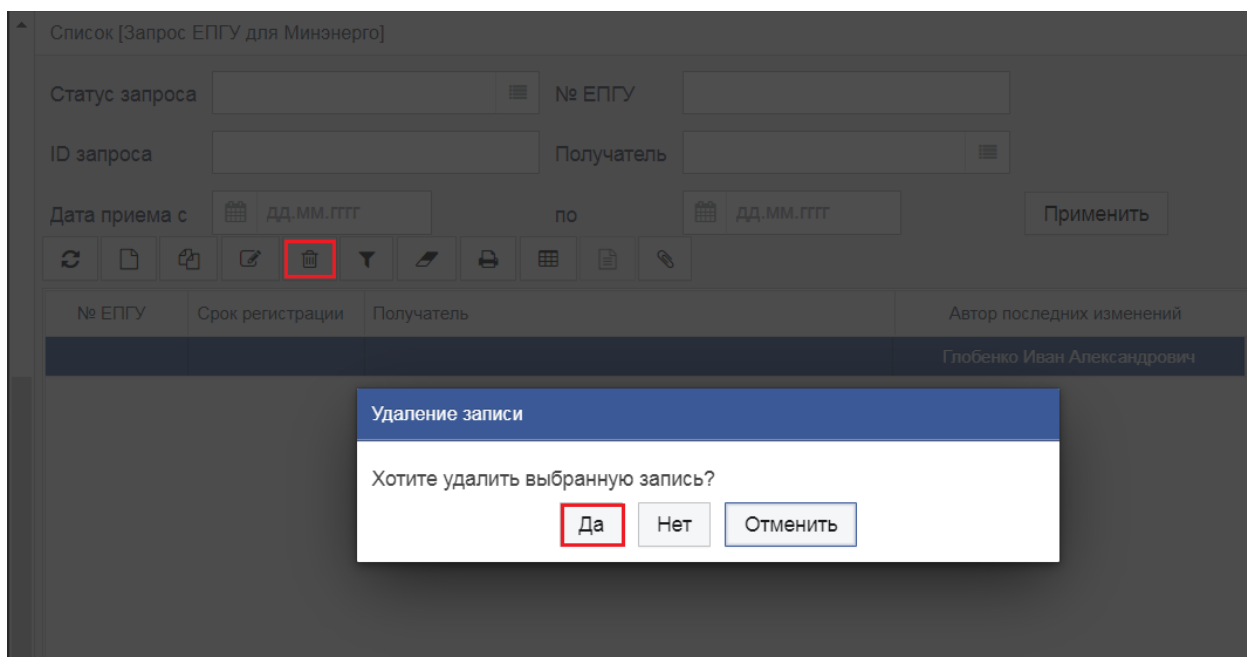 Список [Запрос ЕПГУ для Минэнерго]
Статус запроса № ЕПГУ
ID запроса Получатель
Дата приема с дд.мм.гггг по дд.мм.гггг Применить
№ ЕПГУ Срок регистрации Получатель Автор последних изменений
Глобенко Иван Александрович
Удаление записи
Хотите удалить выбранную запись?
Да Нет Отменить